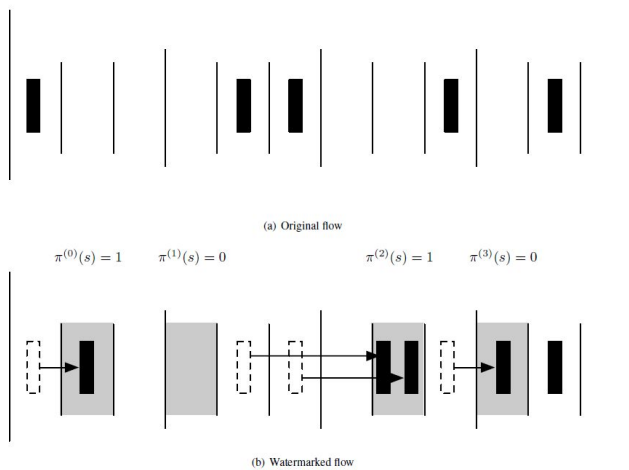 (a) Original flow
π^(0)(s) = 1 π^(1)(s) = 0 π^(2)(s) = 1 π^(3)(s) = 0
(b) Watermarked flow